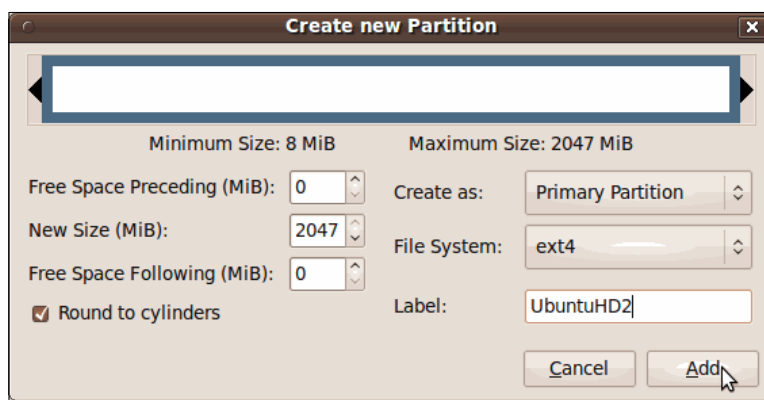 Create new Partition
Minimum Size: 8 MiB Maximum Size: 2047 MiB
Free Space Preceding (MiB): 0
New Size (MiB): 2047
Free Space Following (MiB): 0
Round to cylinders
Create as: Primary Partition
File System: ext4
Label: UbuntuHD2
Cancel Add